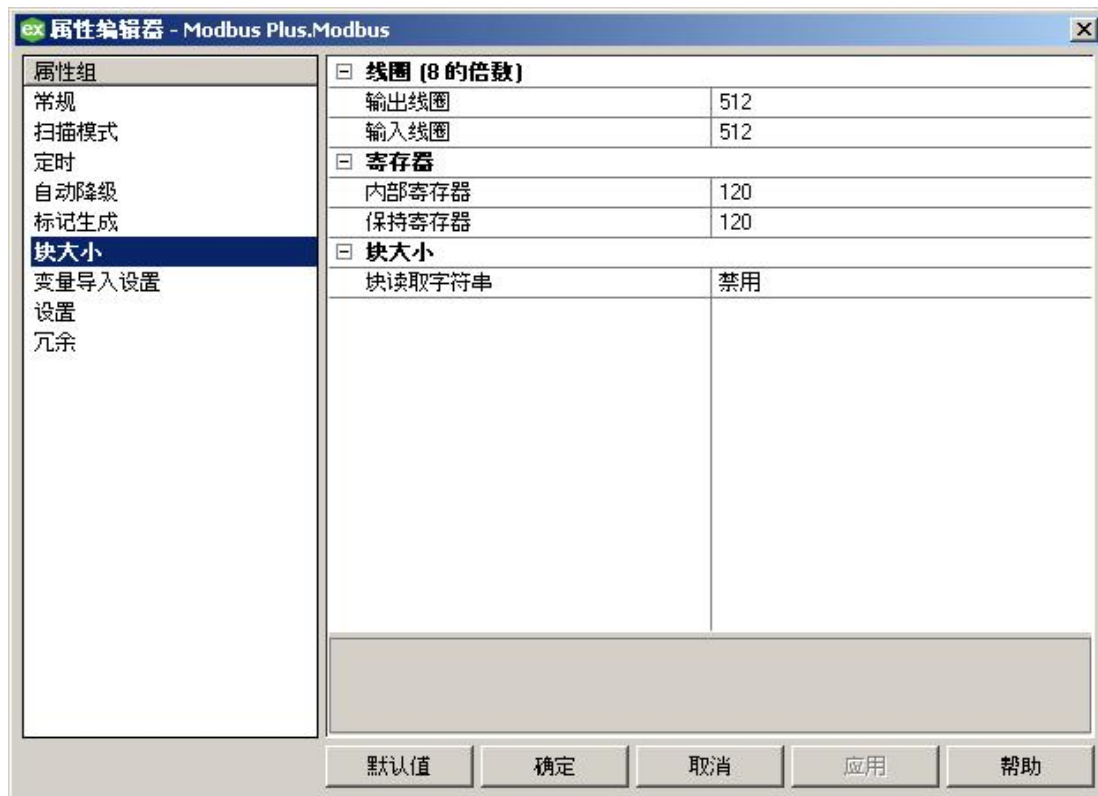 ex 属性编辑器 - Modbus Plus.Modbus
属性组
常规
扫描模式
定时
自动降级
标记生成
块大小
变量导入设置
设置
冗余
线圈 (8 的倍数)
输出线圈 512
输入线圈 512
寄存器
内部寄存器 120
保持寄存器 120
块大小
块读取字符串 禁用
默认值 确定 取消 应用 帮助